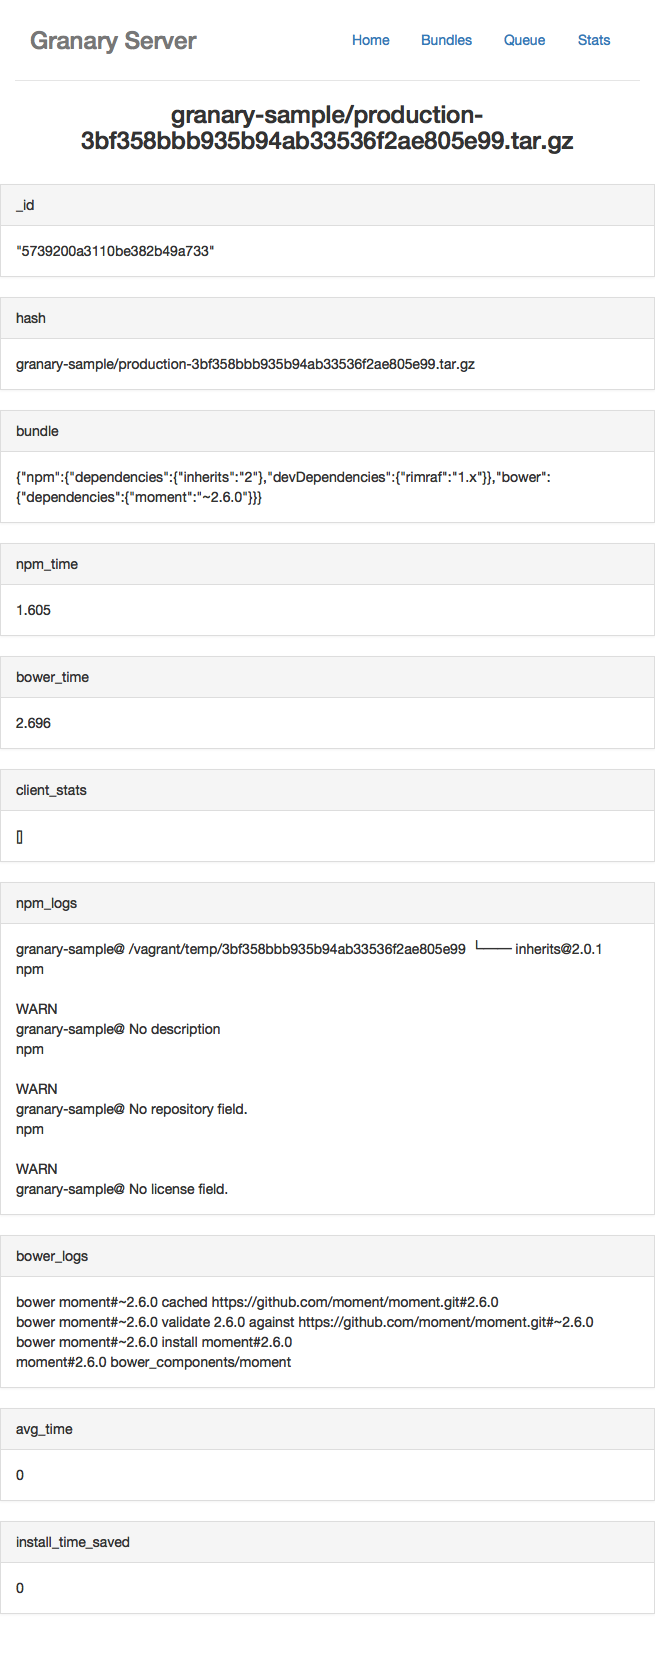 Granary Server
Home Bundles Queue Stats
granary-sample/production-
3bf358bbb935b94ab33536f2ae805e99.tar.gz
_id
"5739200a3110be382b49a733"
hash
granary-sample/production-3bf358bbb935b94ab33536f2ae805e99.tar.gz
bundle
{"npm":{"dependencies":{"inherits":"2"},"devDependencies":{"rimraf":"1.x"}},"bower":
{"dependencies":{"moment":"~2.6.0"}}}
npm_time
1.605
bower_time
2.696
client_stats
[]
npm_logs
granary-sample@ /vagrant/temp/3bf358bbb935b94ab33536f2ae805e99 └── inherits@2.0.1
npm
WARN
granary-sample@ No description
npm
WARN
granary-sample@ No repository field.
npm
WARN
granary-sample@ No license field.
bower_logs
bower moment#~2.6.0 cached https://github.com/moment/moment.git#2.6.0
bower moment#~2.6.0 validate 2.6.0 against https://github.com/moment/moment.git#~2.6.0
bower moment#~2.6.0 install moment#2.6.0
moment#2.6.0 bower_components/moment
avg_time
0
install_time_saved
0